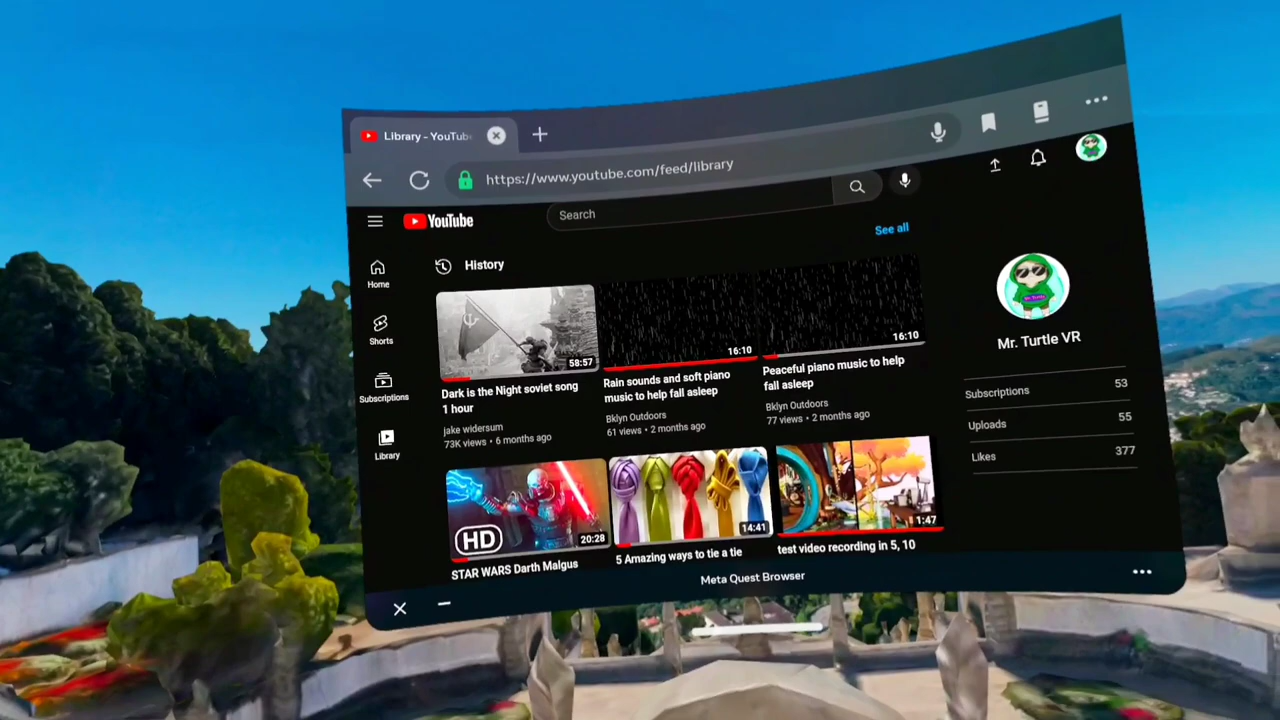 Library - YouTub
https://www.youtube.com/feed/library
YouTube
Search
See all
Home
Shorts
Subscriptions
Library
History
58:57
Dark is the Night soviet song
1 hour
jake widersum
73K views • 6 months ago
16:10
Rain sounds and soft piano
music to help fall asleep
Bklyn Outdoors
61 views • 2 months ago
16:10
Peaceful piano music to help
fall asleep
Bklyn Outdoors
77 views • 2 months ago
HD
20:28
STAR WARS Darth Malgus
14:41
5 Amazing ways to tie a tie
1:47
test video recording in 5, 10
Mr. Turtle
Mr. Turtle VR
Subscriptions 53
Uploads 55
Likes 377
Meta Quest Browser